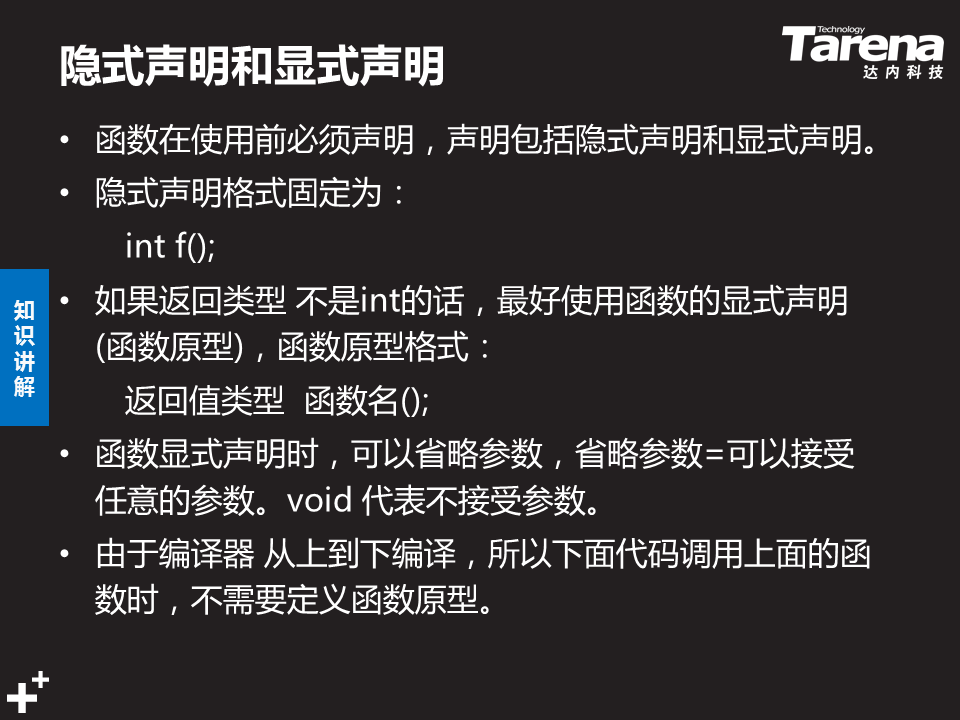 隐式声明和显式声明
Technology
Tarena
达内科技
• 函数在使用前必须声明，声明包括隐式声明和显式声明。
• 隐式声明格式固定为：
int f();
• 如果返回类型 不是int的话，最好使用函数的显式声明
(函数原型)，函数原型格式：
返回值类型  函数名();
• 函数显式声明时，可以省略参数，省略参数=可以接受
任意的参数。void 代表不接受参数。
• 由于编译器 从上到下编译，所以下面代码调用上面的函
数时，不需要定义函数原型。
知识讲解